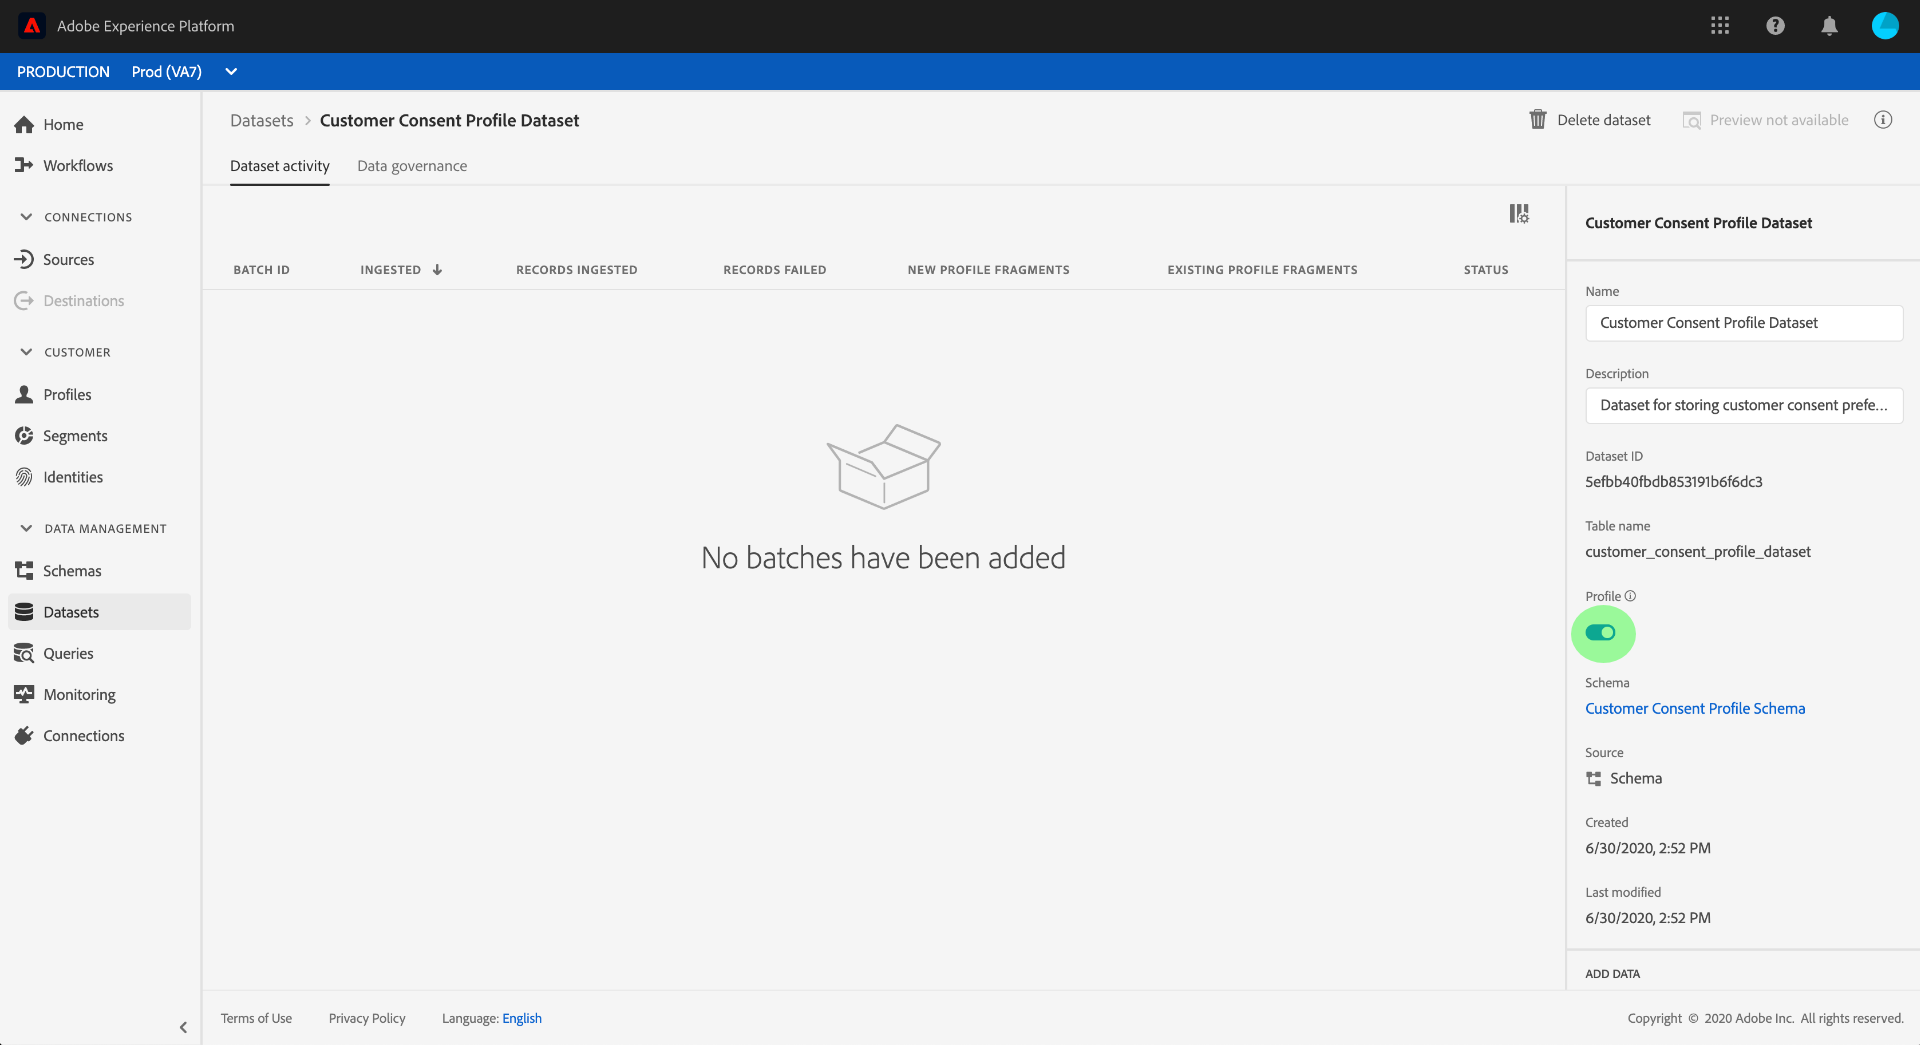 Adobe Experience Platform
PRODUCTION Prod (VA7)
Home
Workflows
CONNECTIONS
Sources
Destinations
CUSTOMER
Profiles
Segments
Identities
DATA MANAGEMENT
Schemas
Datasets
Queries
Monitoring
Connections
Datasets > Customer Consent Profile Dataset
Delete dataset
Preview not available
Dataset activity Data governance
BATCH ID INGESTED RECORDS INGESTED RECORDS FAILED NEW PROFILE FRAGMENTS EXISTING PROFILE FRAGMENTS STATUS
No batches have been added
Customer Consent Profile Dataset
Name
Customer Consent Profile Dataset
Description
Dataset for storing customer consent prefe...
Dataset ID
5efbb40fbdb853191b6f6dc3
Table name
customer_consent_profile_dataset
Profile
Schema
Customer Consent Profile Schema
Source
Schema
Created
6/30/2020, 2:52 PM
Last modified
6/30/2020, 2:52 PM
ADD DATA
Terms of Use Privacy Policy Language: English
Copyright © 2020 Adobe Inc. All rights reserved.